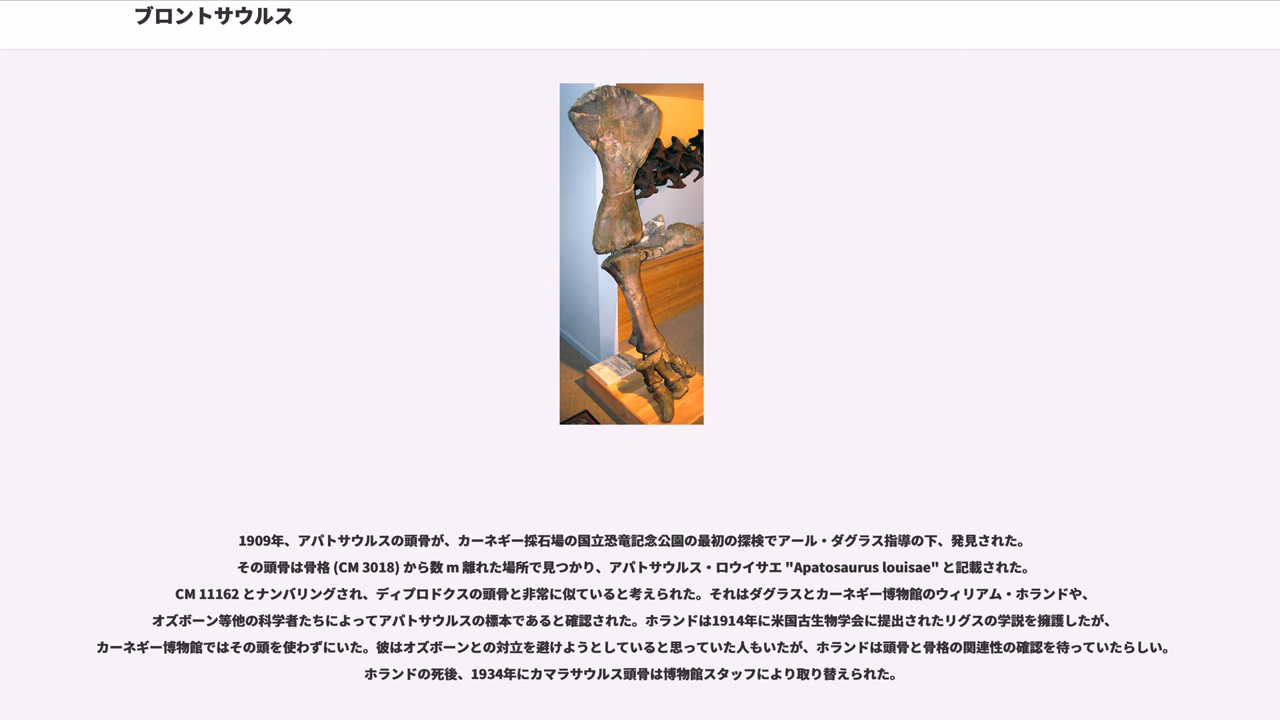 ブロントサウルス
1909年、アパトサウルスの頭骨が、カーネギー採石場の国立恐竜記念公園の最初の探検でアール・ダグラス指導の下、発見された。
その頭骨は骨格 (CM 3018) から数 m 離れた場所で見つかり、アパトサウルス・ロウイサエ "Apatosaurus louisae" と記載された。
CM 11162 とナンバリングされ、ディプロドクスの頭骨と非常に似ていると考えられた。それはダグラスとカーネギー博物館のウィリアム・ホランドや、
オズボーン等他の科学者たちによってアパトサウルスの標本であると確認された。ホランドは1914年に米国古生物学会に提出されたリグスの学説を擁護したが、
カーネギー博物館ではその頭を使わずにいた。彼はオズボーンとの対立を避けようとしていると思っていた人もいたが、ホランドは頭骨と骨格の関連性の確認を待っていたらしい。
ホランドの死後、1934年にカマラサウルス頭骨は博物館スタッフにより取り替えられた。